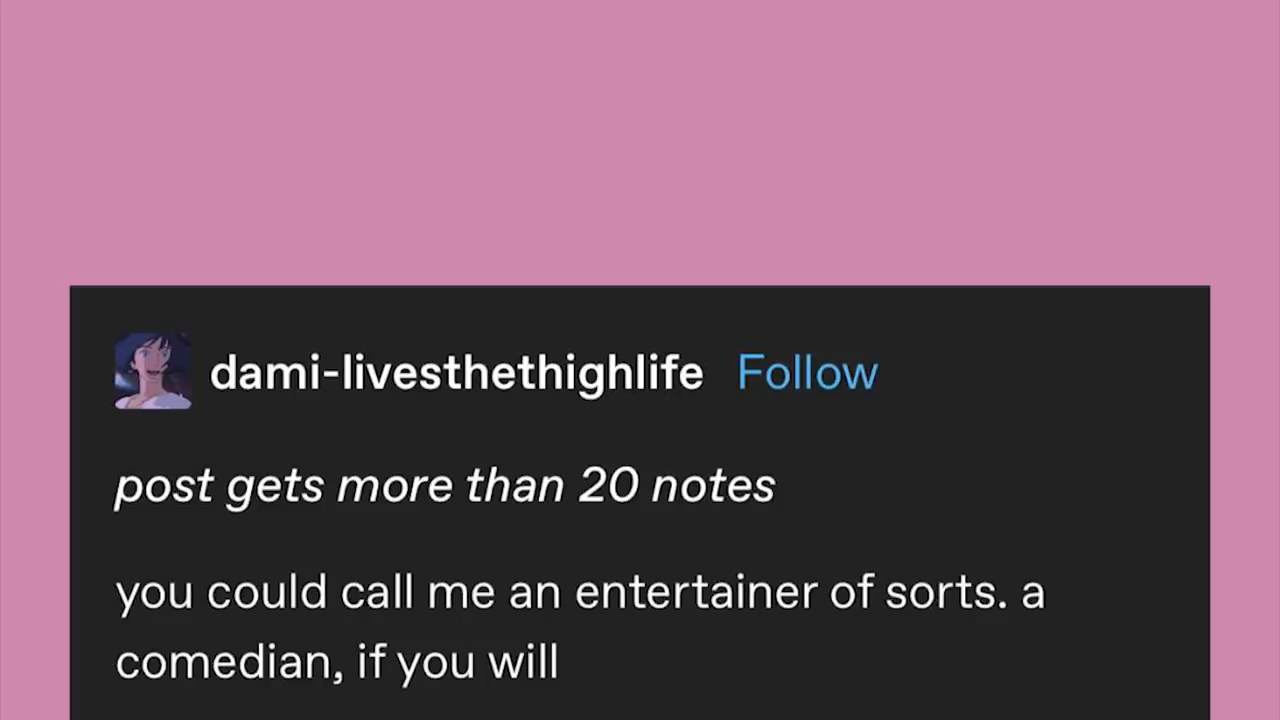 dami-livesthethighlife Follow
post gets more than 20 notes
you could call me an entertainer of sorts. a
comedian, if you will